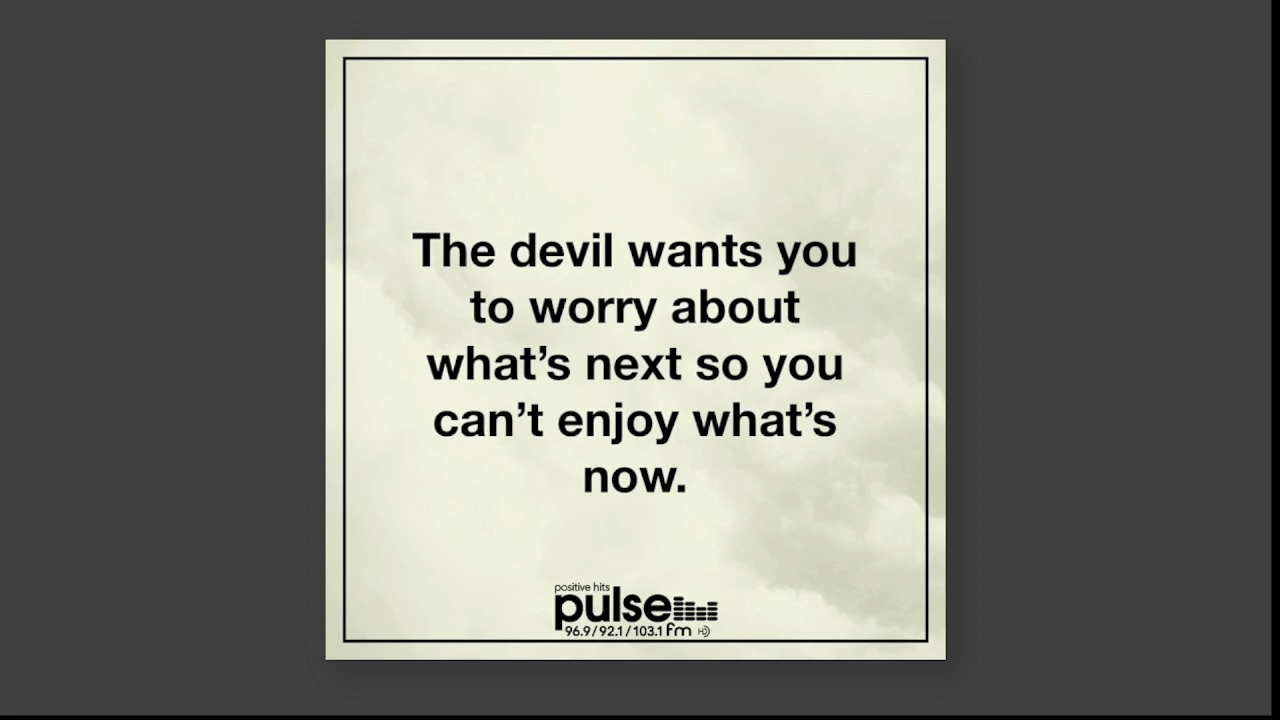 The devil wants you
to worry about
what’s next so you
can’t enjoy what’s
now.
positive hits
pulse
96.9/92.1/103.1 fm HD